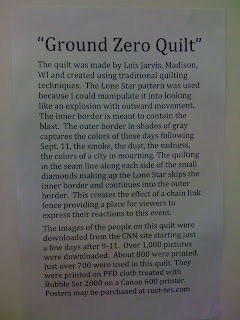 “Ground Zero Quilt”
The quilt was made by Lois Jarvis, Madison,
WI and created using traditional quilting
techniques.  The Lone Star pattern was used
because I could manipulate it into looking
like an explosion with outward movement.
The inner border is meant to contain the
blast.  The outer border in shades of gray
captures the colors of those days following
Sept. 11, the smoke, the dust, the sadness,
the colors of a city in mourning. The quilting
in the seam line along each side of the small
diamonds making up the Lone Star skips the
inner border and continues into the outer
border.  This creates the effect of a chain link
fence providing a place for viewers to
express their reactions to this event.
The images of the people on this quilt were
downloaded from the CNN site starting just
a few days after 9-11.  Over 1,000 pictures
were downloaded.  About 800 were printed.
Just over 700 were used in this quilt. They
were printed on PFD cloth treated with
Bubble Set 2000 on a Canon 600 printer.
Posters may be purchased at rust-tex.com